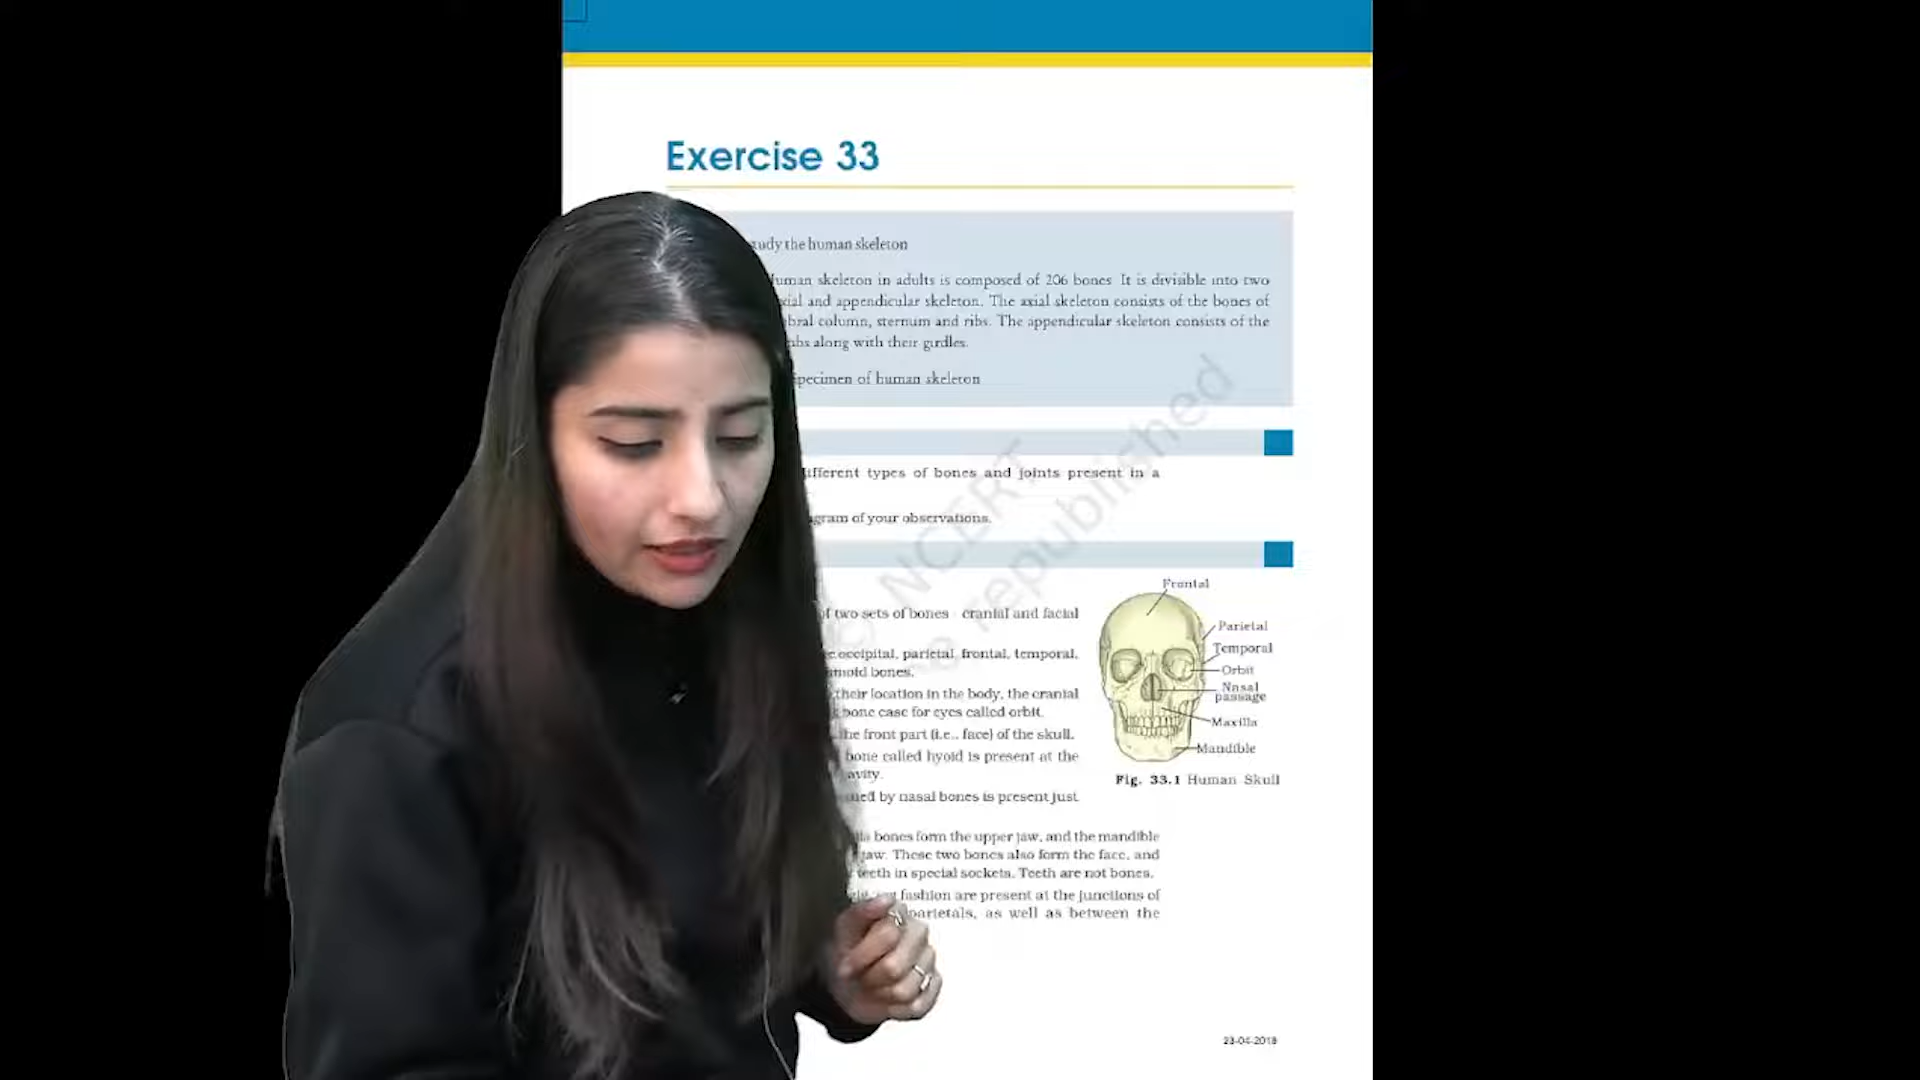 Exercise 33
study the human skeleton
Human skeleton in adults is composed of 206 bones. It is divisible into two
axial and appendicular skeleton. The axial skeleton consists of the bones of
column, sternum and ribs. The appendicular skeleton consists of the
along with their girdles.
Specimen of human skeleton
different types of bones and joints present in a
of your observations.
of two sets of bones cranial and facial
occipital, parietal, frontal, temporal,
bones.
their location in the body, the cranial
bone case for eyes called orbit.
the front part (i.e., face) of the skull.
bone called hyoid is present at the
by nasal bones is present just
bones form the upper jaw, and the mandible
jaw. These two bones also form the face, and
teeth in special sockets. Teeth are not bones.
fashion are present at the junctions of
parietals, as well as between the
Frontal
Parietal
Temporal
Orbit
Nasal
passage
Maxilla
Mandible
Fig. 33.1 Human Skull
© NCERT
republished
23-04-2018